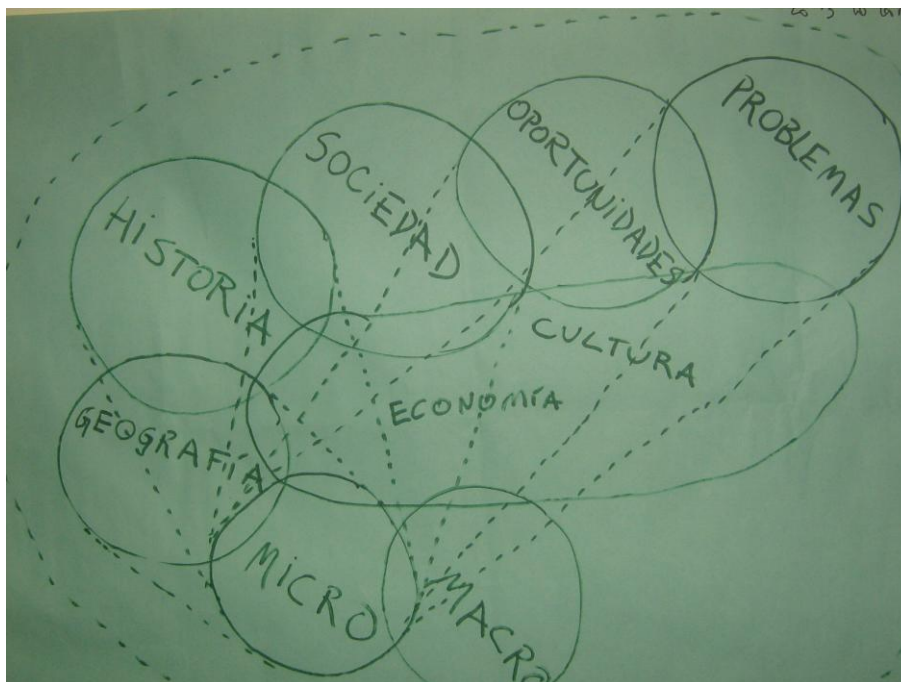 PROBLEMAS
OPORTUNIDADES
SOCIEDAD
HISTORIA
CULTURA
ECONOMÍA
GEOGRAFÍA
MICRO
MACRO